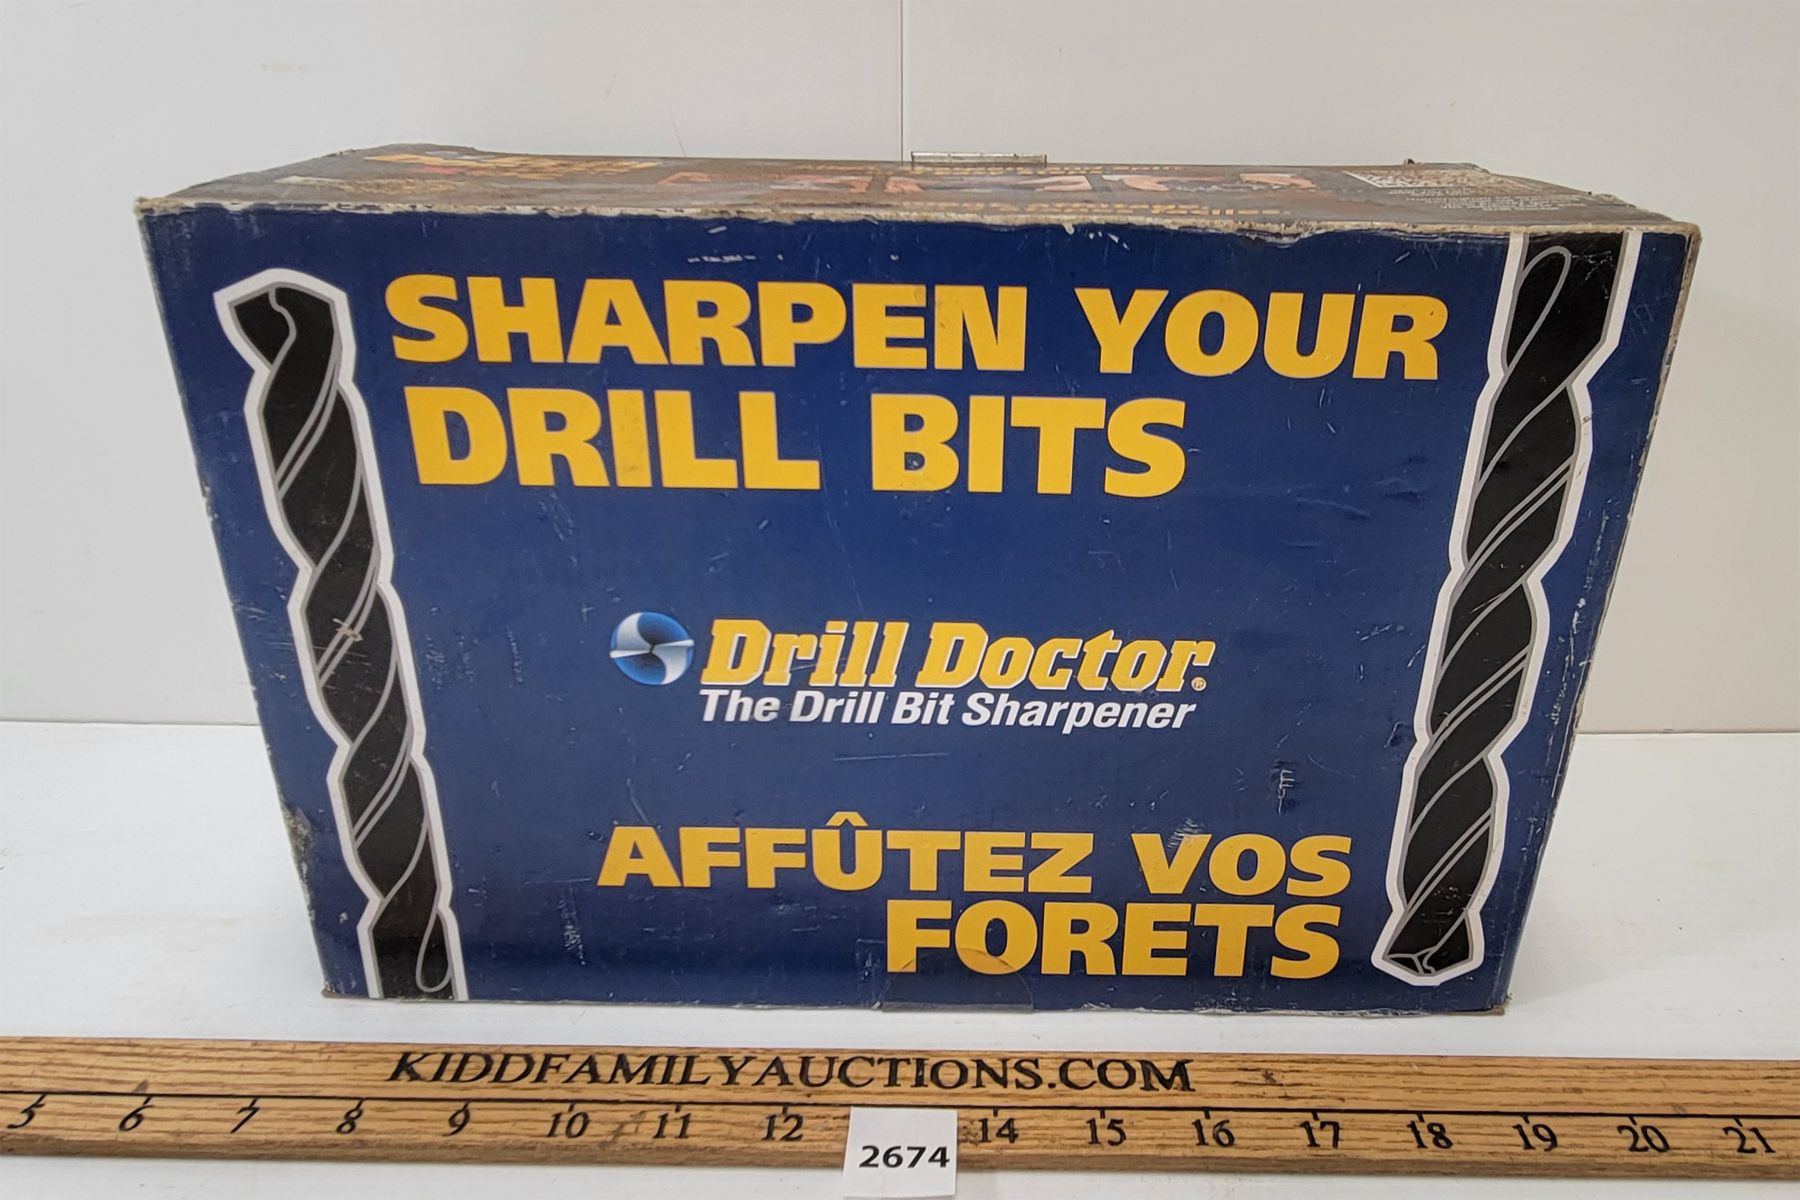 SHARPEN YOUR
DRILL BITS
Drill Doctor®
The Drill Bit Sharpener
AFFÛTEZ VOS
FORETS
KIDDFAMILYAUCTIONS.COM
5 6 7 8 9 10 11 12 14 15 16 17 18 19 20 21
2674